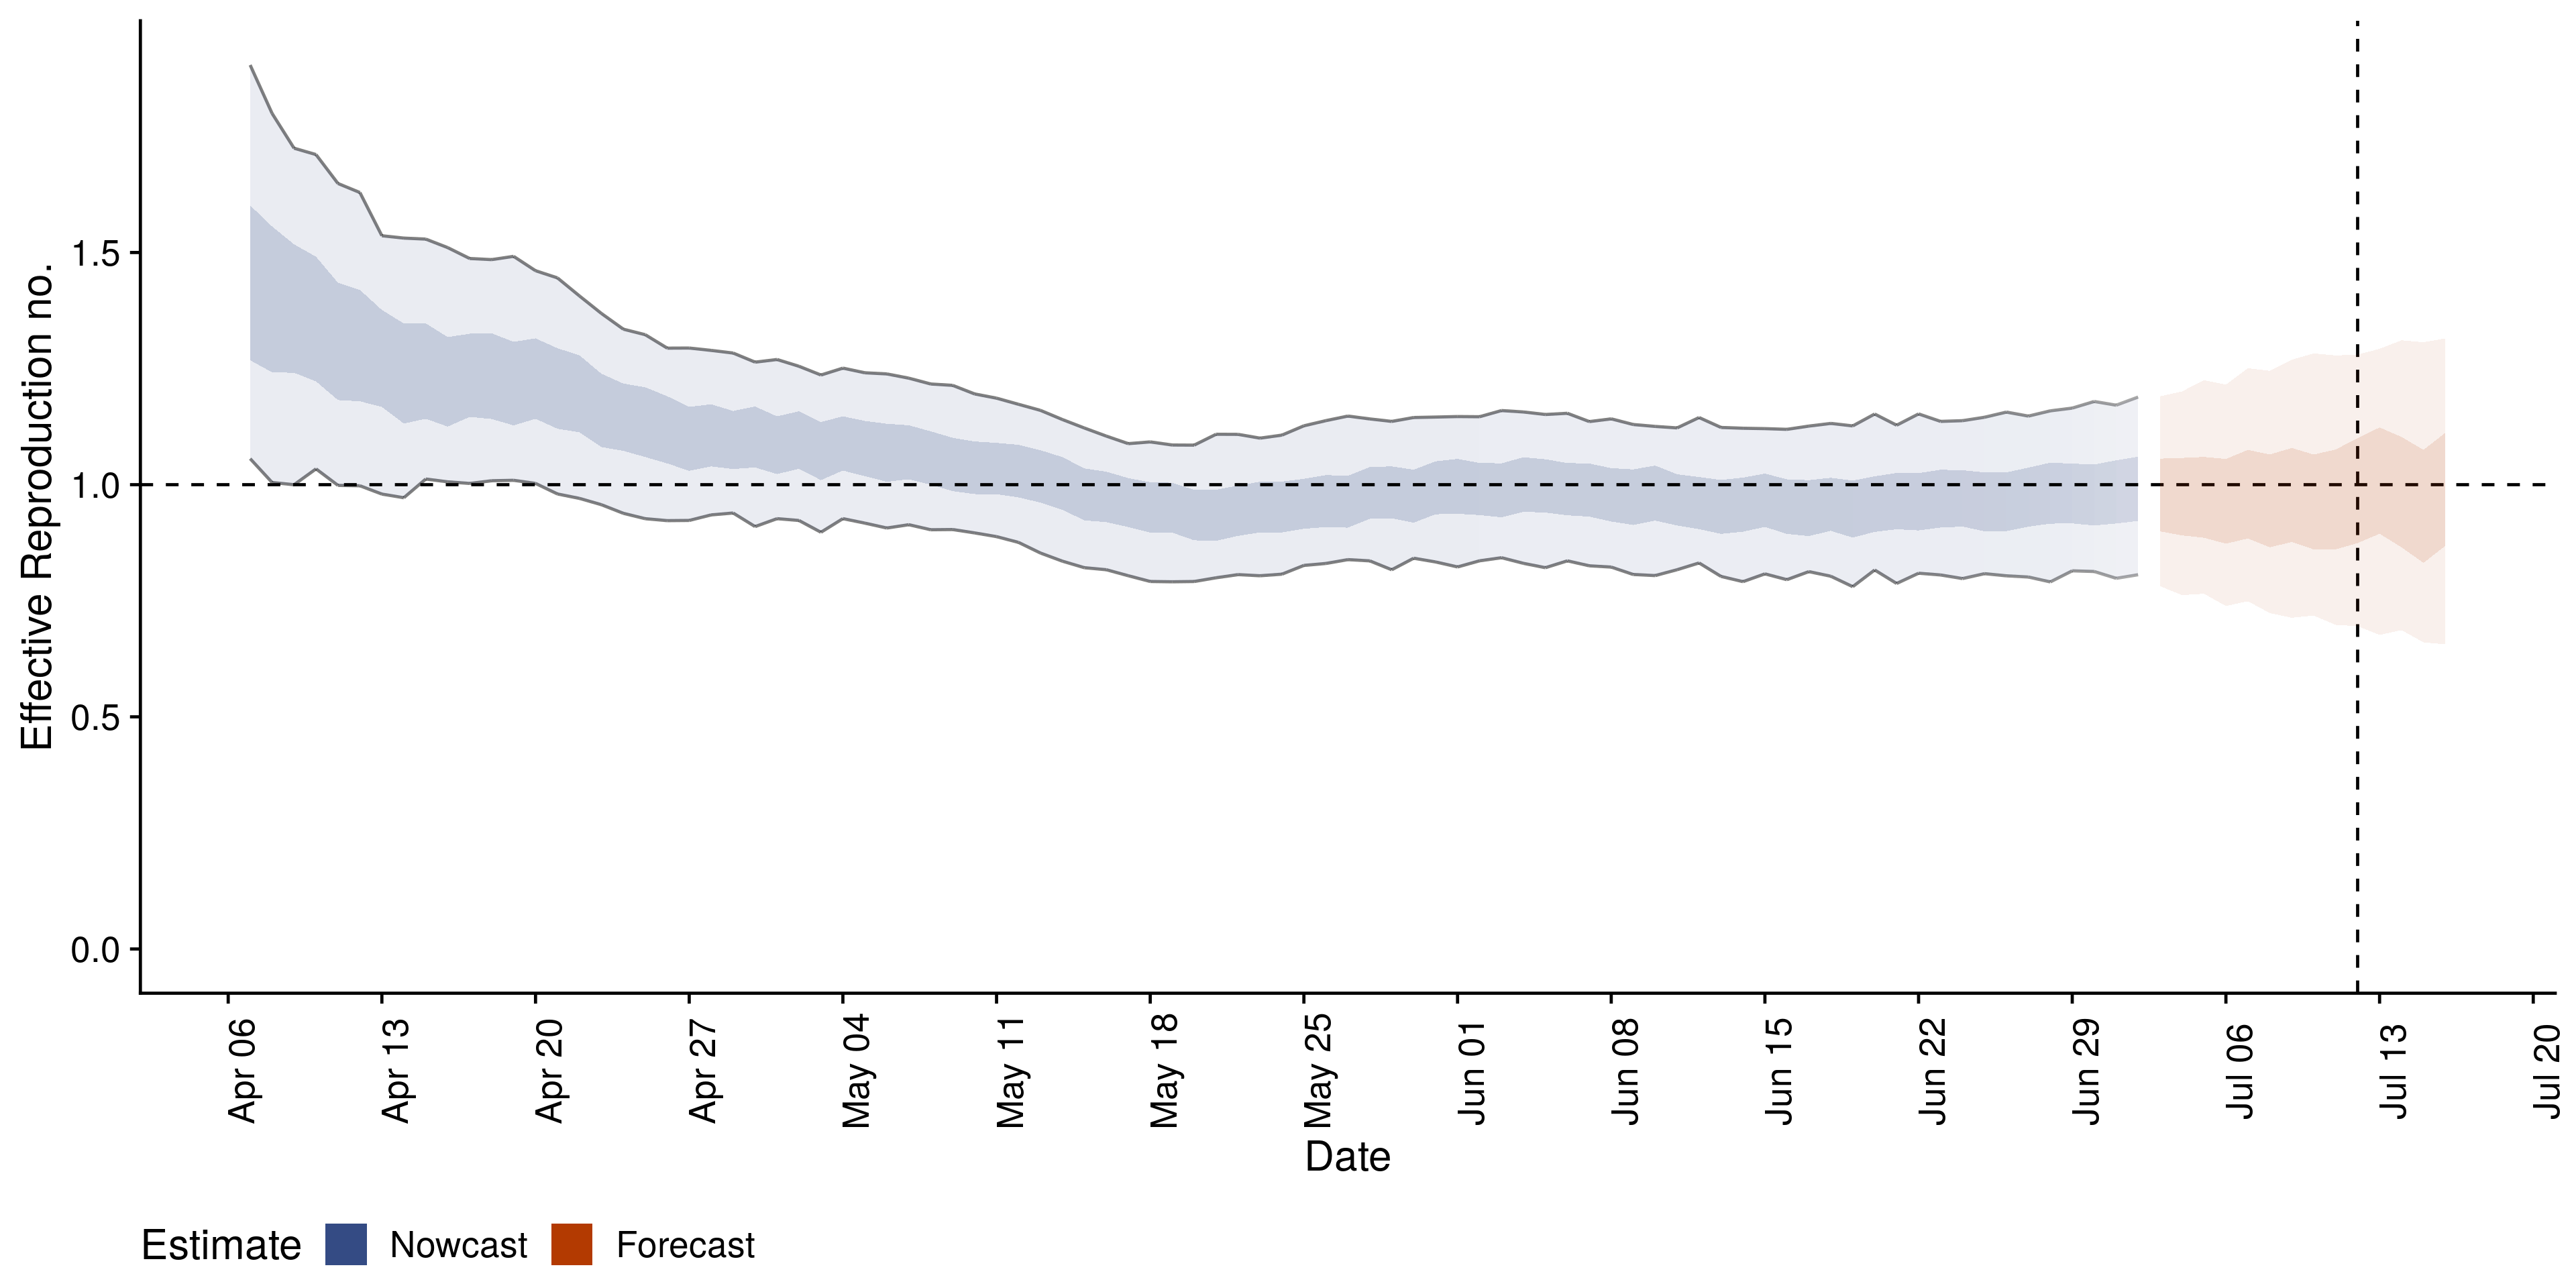 Effective Reproduction no.
1.5
1.0
0.5
0.0
Apr 06
Apr 13
Apr 20
Apr 27
May 04
May 11
May 18
May 25
Jun 01
Jun 08
Jun 15
Jun 22
Jun 29
Jul 06
Jul 13
Jul 20
Date
Estimate Nowcast Forecast